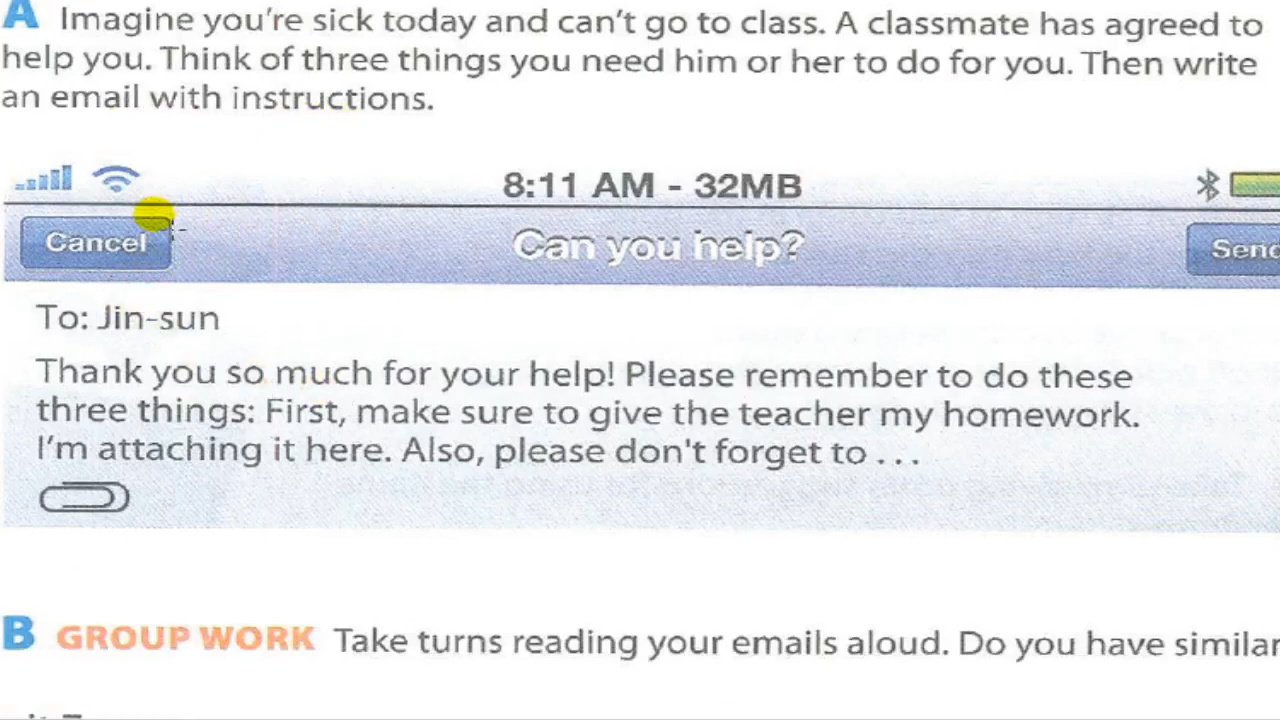 A Imagine you're sick today and can't go to class. A classmate has agreed to
help you. Think of three things you need him or her to do for you. Then write
an email with instructions.
8:11 AM - 32MB
Cancel
Can you help?
To: Jin-sun
Thank you so much for your help! Please remember to do these
three things: First, make sure to give the teacher my homework.
I'm attaching it here. Also, please don't forget to . . .
B GROUP WORK Take turns reading your emails aloud. Do you have similar